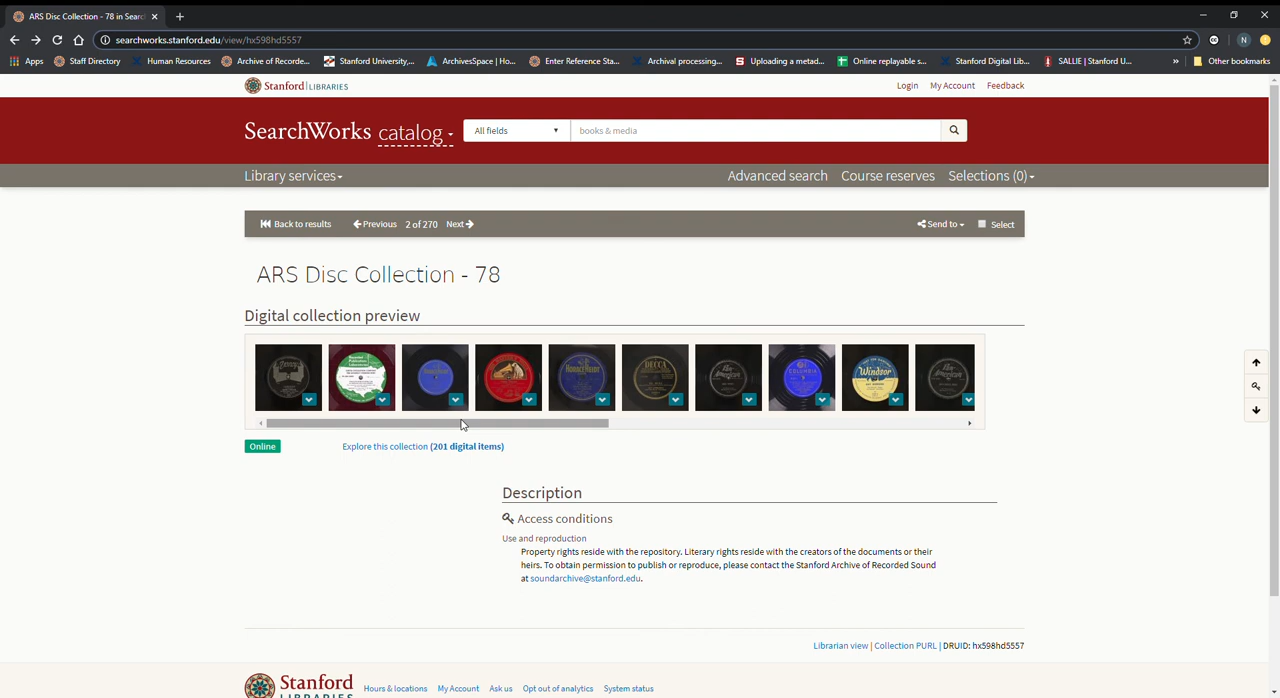 ARS Disc Collection - 78 in Searc
searchworks.stanford.edu/view/hx598hd5557
N
Apps Staff Directory Human Resources Archive of Recorde... Stanford University,... ArchivesSpace | Ho... Enter Reference Sta... Archival processing... Uploading a metad... Online replayable s... Stanford Digital Lib... SALLIE | Stanford U... » Other bookmarks
Stanford | LIBRARIES Login My Account Feedback
SearchWorks catalog All fields books & media
Library services Advanced search Course reserves Selections (0)
Back to results Previous 2 of 270 Next Send to Select
ARS Disc Collection - 78
Digital collection preview
DECCA COLUMBIA Windsor
Online Explore this collection (201 digital items)
Description
Access conditions
Use and reproduction
Property rights reside with the repository. Literary rights reside with the creators of the documents or their
heirs. To obtain permission to publish or reproduce, please contact the Stanford Archive of Recorded Sound
at soundarchive@stanford.edu.
Librarian view | Collection PURL | DRUID: hx598hd5557
Stanford Hours & locations My Account Ask us Opt out of analytics System status
LIBRARIES